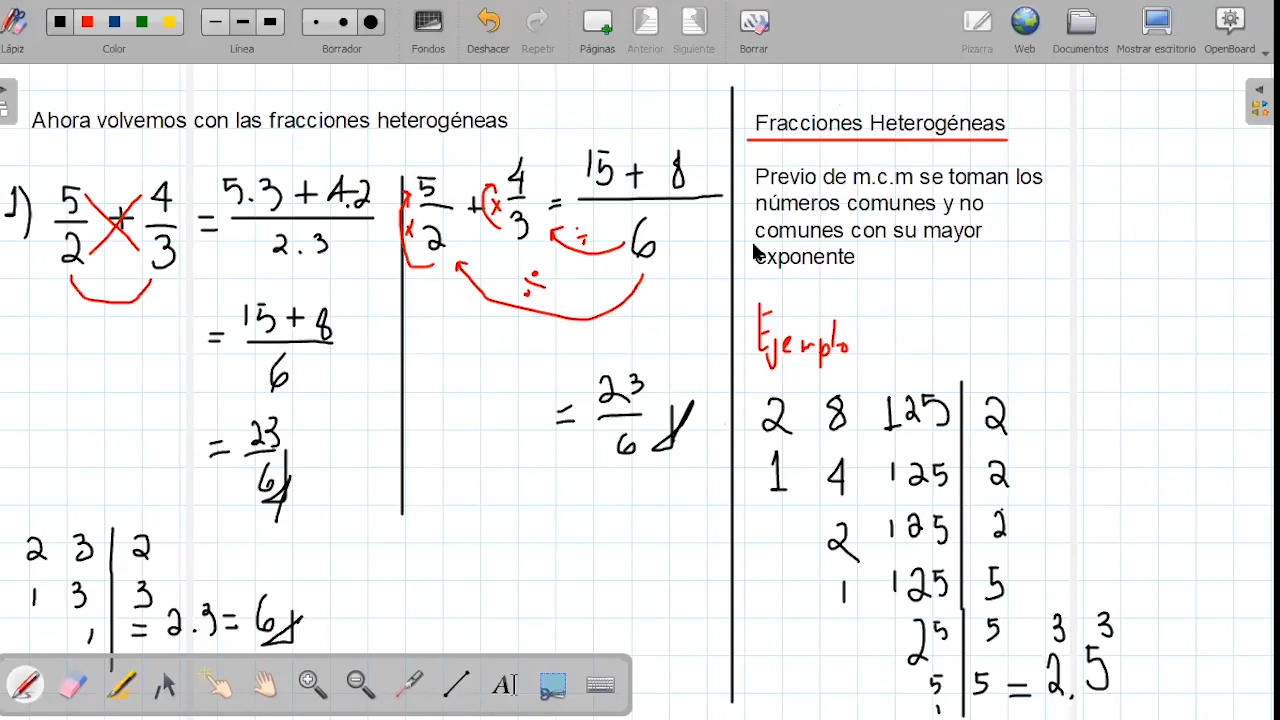 Lápiz Color Línea Borrador Fondos Deshacer Repetir Páginas Anterior Siguiente Borrar Pizarra Web Documentos Mostrar escritorio OpenBoard
Ahora volvemos con las fracciones heterogéneas
1) 5/2 + 4/3 = (5.3 + 4.2)/(2.3)
= (15 + 8)/6
= 23/6
2 3 | 2
1 3 | 3
1 | = 2.3 = 6
5/2 + 4/3 = (15 + 8)/6
x x ÷ ÷
= 23/6
Fracciones Heterogéneas
Previo de m.c.m se toman los
números comunes y no
comunes con su mayor
exponente
Ejemplo
2 8 125 | 2
1 4 125 | 2
2 125 | 2
1 125 | 5
25 | 5
5 | 5 = 2³.5³
1